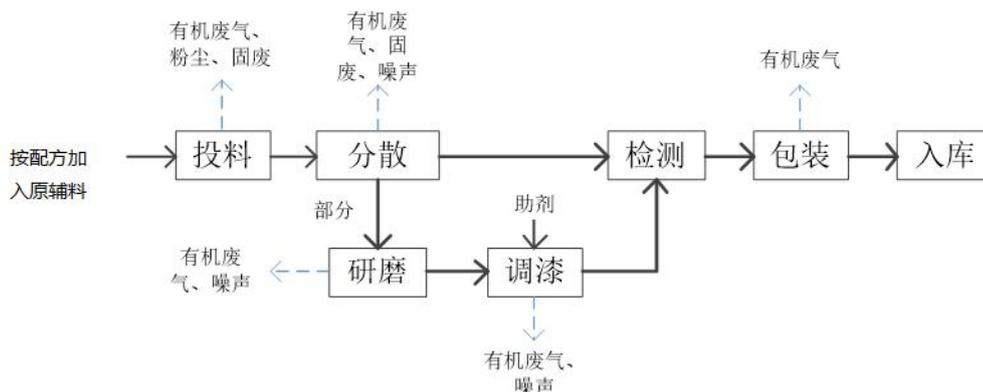 有机废气、
粉尘、固废
有机废
气、固
废、噪声
有机废气
按配方加
入原辅料
投料
分散
检测
包装
入库
部分
助剂
有机废
气、噪声
研磨
调漆
有机废气、
噪声